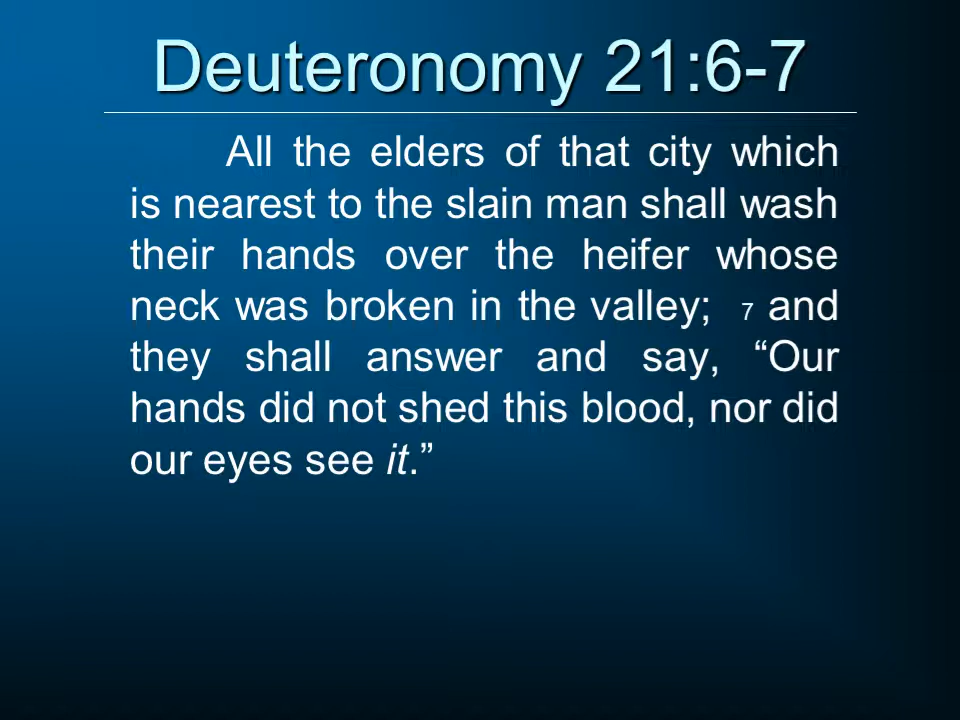 Deuteronomy 21:6-7
All the elders of that city which
is nearest to the slain man shall wash
their hands over the heifer whose
neck was broken in the valley; 7 and
they shall answer and say, “Our
hands did not shed this blood, nor did
our eyes see it.”